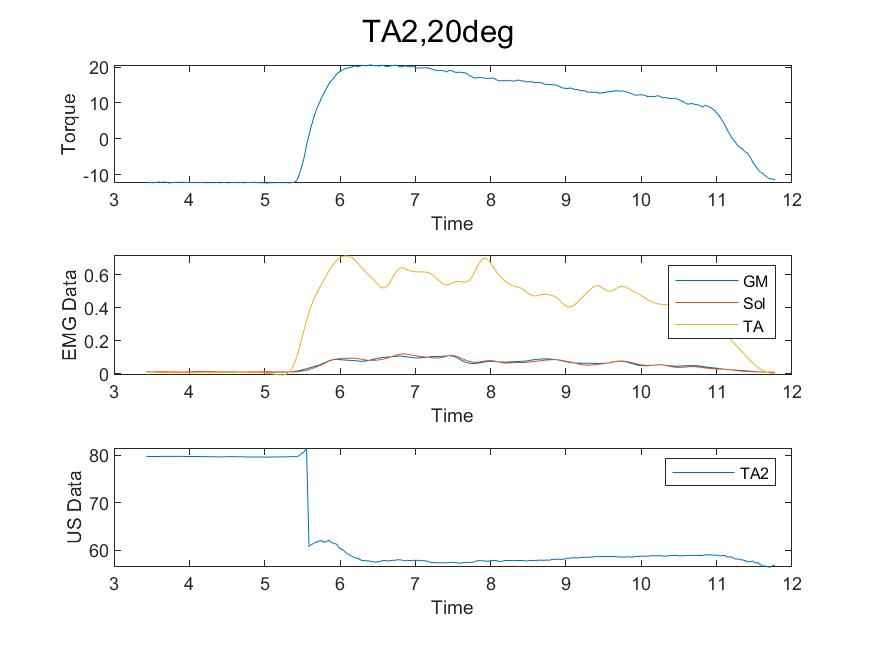 TA2,20deg
20
10
0
-10
Torque
3 4 5 6 7 8 9 10 11 12
Time
0.6
0.4
0.2
0
EMG Data
GM
Sol
TA
3 4 5 6 7 8 9 10 11 12
Time
80
70
60
US Data
TA2
3 4 5 6 7 8 9 10 11 12
Time